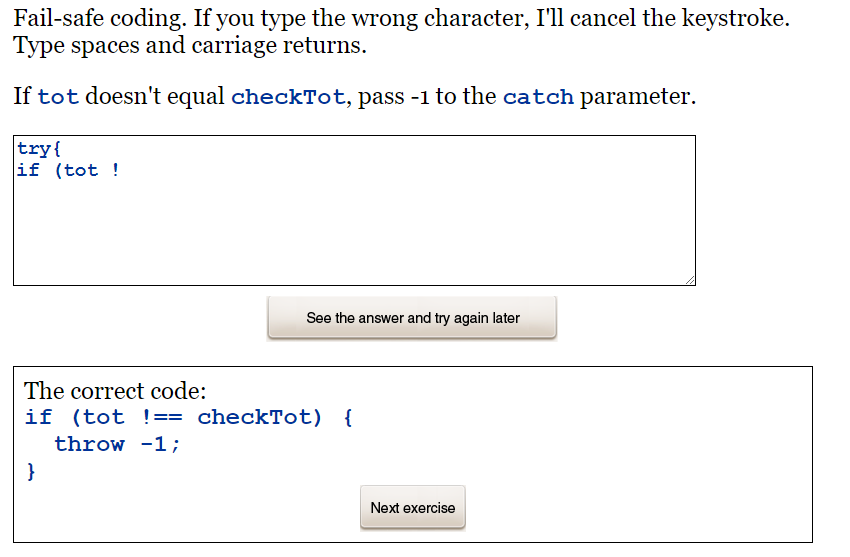 Fail-safe coding. If you type the wrong character, I'll cancel the keystroke.
Type spaces and carriage returns.
If tot doesn't equal checkTot, pass -1 to the catch parameter.
try{
if (tot !
See the answer and try again later
The correct code:
if (tot !== checkTot) {
  throw -1;
}
Next exercise